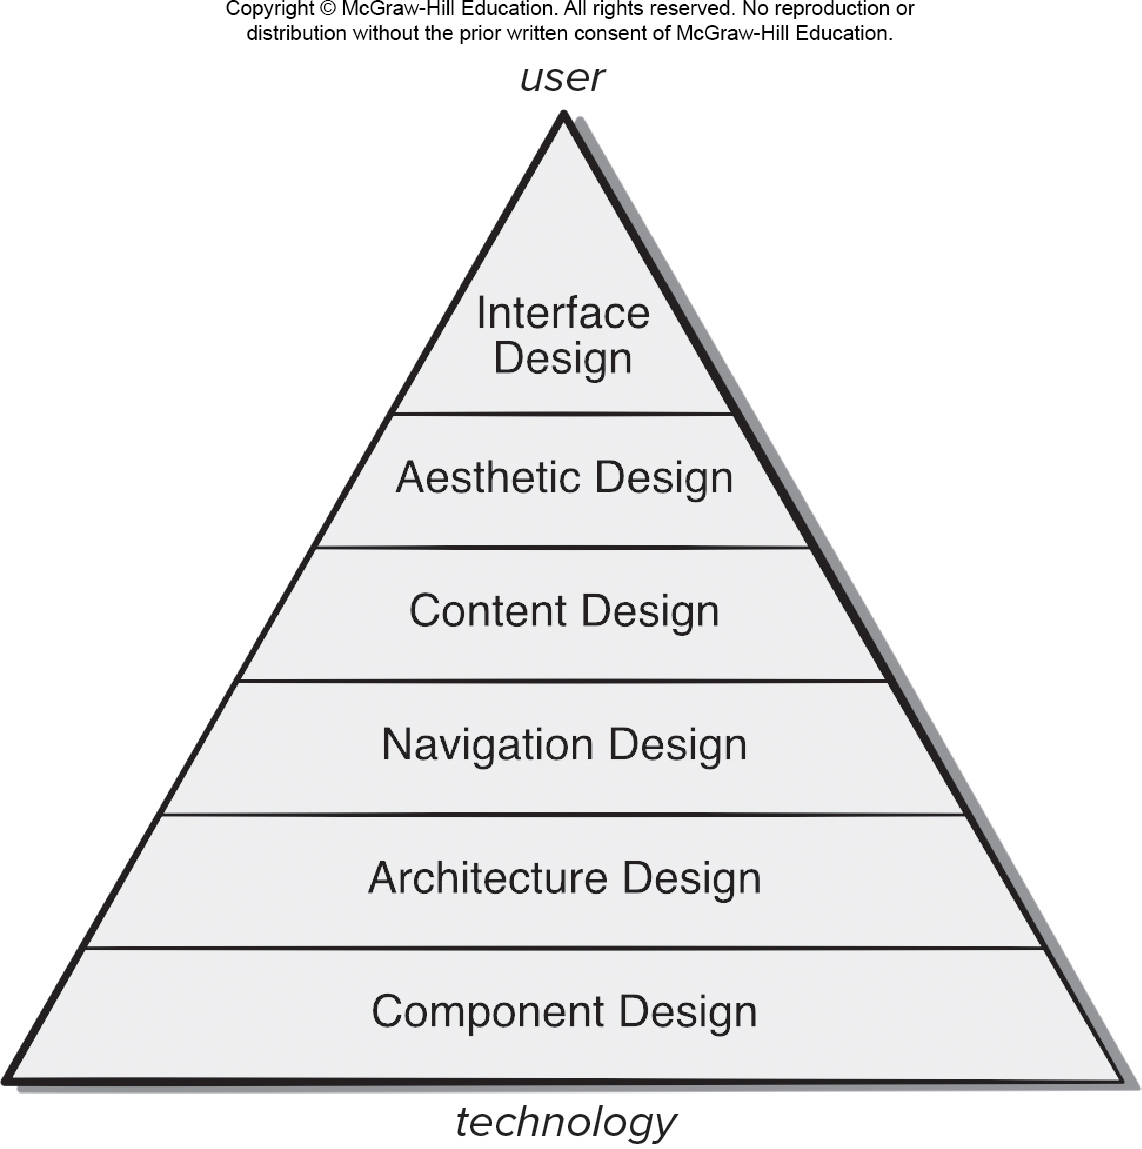 Copyright © McGraw-Hill Education. All rights reserved. No reproduction or
distribution without the prior written consent of McGraw-Hill Education.
user
Interface
Design
Aesthetic Design
Content Design
Navigation Design
Architecture Design
Component Design
technology